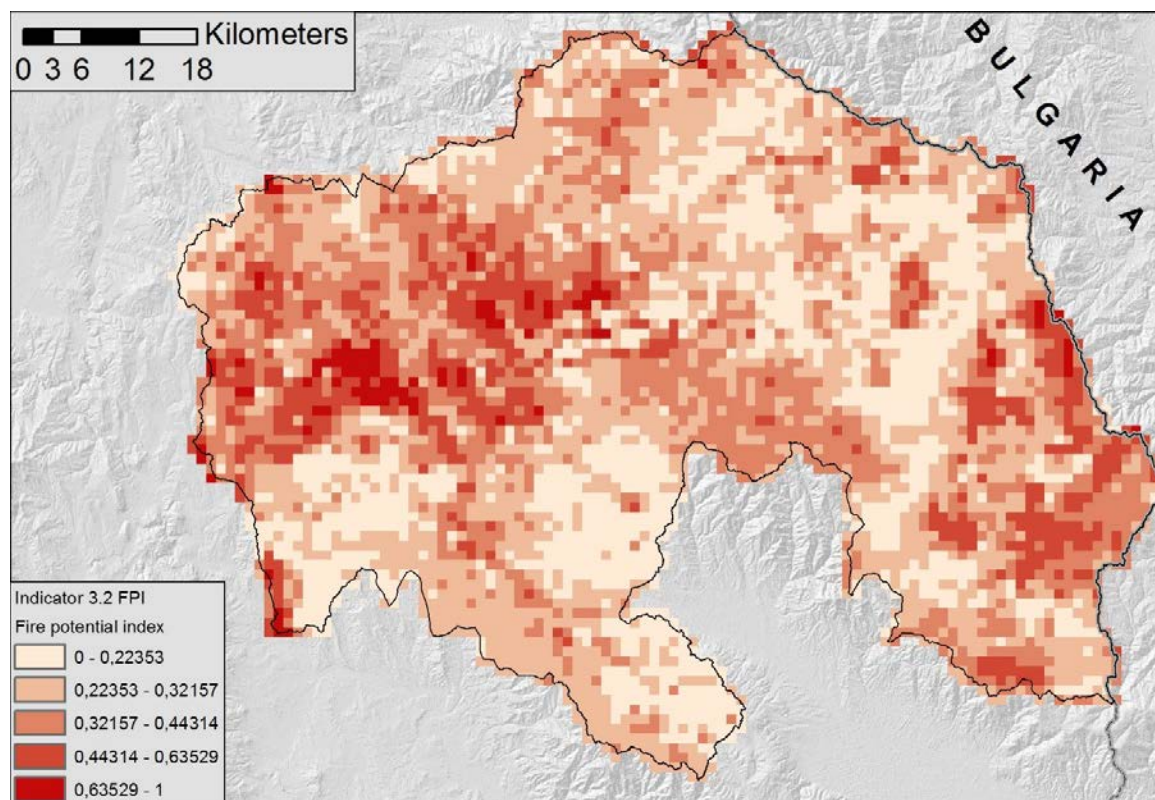 Kilometers
0 3 6 12 18
BULGARIA
Indicator 3.2 FPI
Fire potential index
0 - 0,22353
0,22353 - 0,32157
0,32157 - 0,44314
0,44314 - 0,63529
0,63529 - 1